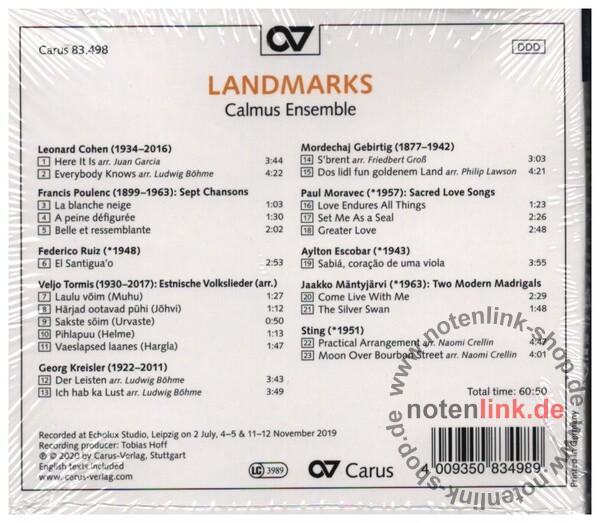 Carus 83.498
DDD
LANDMARKS
Calmus Ensemble
Leonard Cohen (1934–2016)
1 Here It Is arr. Juan Garcia 3:44
2 Everybody Knows arr. Ludwig Böhme 4:22
Francis Poulenc (1899–1963): Sept Chansons
3 La blanche neige 1:03
4 A peine défigurée 1:30
5 Belle et ressemblante 2:02
Federico Ruiz (*1948)
6 El Santigua'o 2:53
Veljo Tormis (1930–2017): Estnische Volkslieder (arr.)
7 Laulu võim (Muhu) 1:27
8 Härjad ootavad pühi (Jõhvi) 1:12
9 Sakste sõim (Urvaste) 0:50
10 Pihlapuu (Helme) 1:13
11 Vaeslapsed laanes (Hargla) 1:47
Georg Kreisler (1922–2011)
12 Der Leisten arr. Ludwig Böhme 3:43
13 Ich hab ka Lust arr. Ludwig Böhme 3:49
Mordechaj Gebirtig (1877–1942)
14 S'brent arr. Friedbert Groß 3:03
15 Dos lidl fun goldenem Land arr. Philip Lawson 4:21
Paul Moravec (*1957): Sacred Love Songs
16 Love Endures All Things 1:23
17 Set Me As a Seal 2:26
18 Greater Love 2:48
Aylton Escobar (*1943)
19 Sabiá, coração de uma viola 3:55
Jaakko Mäntyjärvi (*1963): Two Modern Madrigals
20 Come Live With Me 2:29
21 The Silver Swan 1:48
Sting (*1951)
22 Practical Arrangement arr. Naomi Crellin 4:47
23 Moon Over Bourbon Street arr. Naomi Crellin 4:01
Total time: 60:50
Recorded at Echolux Studio, Leipzig on 2 July, 4–5 & 11–12 November 2019
Recording producer: Tobias Hoff
℗ © 2020 by Carus-Verlag, Stuttgart
English texts included
www.carus-verlag.com
LC 3989
Carus
4 009350 834989
Printed in Germany
notenlink.de
www.notenlink-shop.de
www.notenlink-shop.de